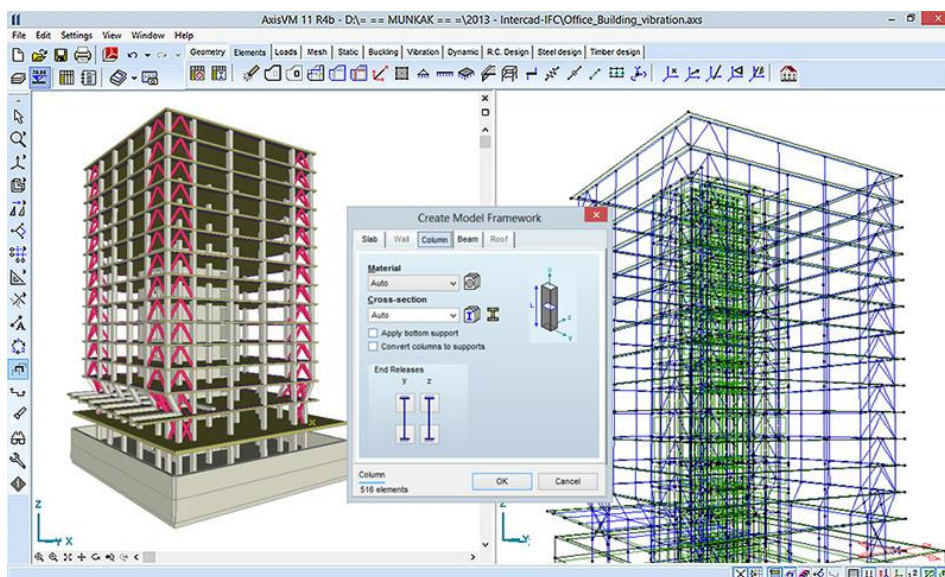 AxisVM 11 R4b - D:\= == MUNKAK == =\2013 - Intercad-IFC\Office_Building_vibration.axs
File Edit Settings View Window Help
Geometry Elements Loads Mesh Static Buckling Vibration Dynamic R.C. Design Steel design Timber design
Create Model Framework
Slab Wall Column Beam Roof
Material
Auto
Cross-section
Auto
Apply bottom support
Convert columns to supports
End Releases
y z
x
L
z
y
Column
516 elements
OK Cancel
Z
Y X
Z
Y